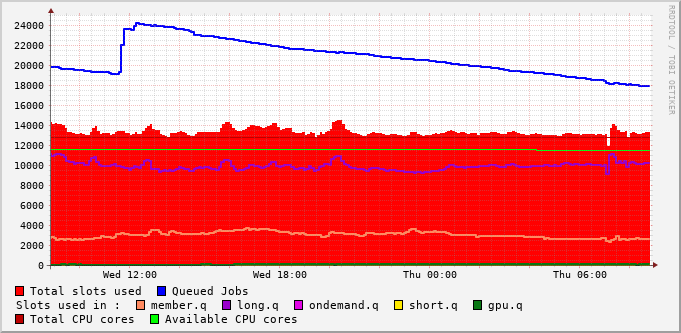 24000
22000
20000
18000
16000
14000
12000
10000
8000
6000
4000
2000
0
Wed 12:00 Wed 18:00 Thu 00:00 Thu 06:00
RRDTOOL / TOBI OETIKER
Total slots used Queued Jobs
Slots used in : member.q long.q ondemand.q short.q gpu.q
Total CPU cores Available CPU cores